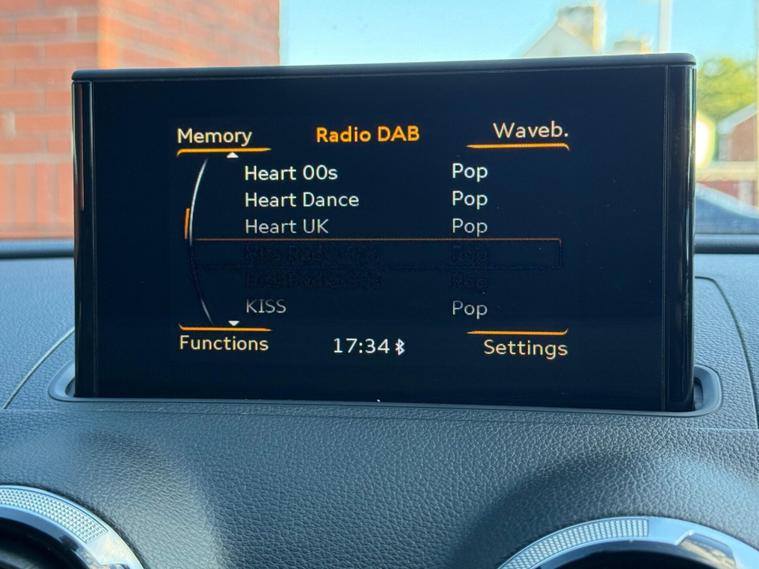 Memory Radio DAB Waveb.
Heart 00s Pop
Heart Dance Pop
Heart UK Pop
KISS Pop
Functions 17:34 Settings